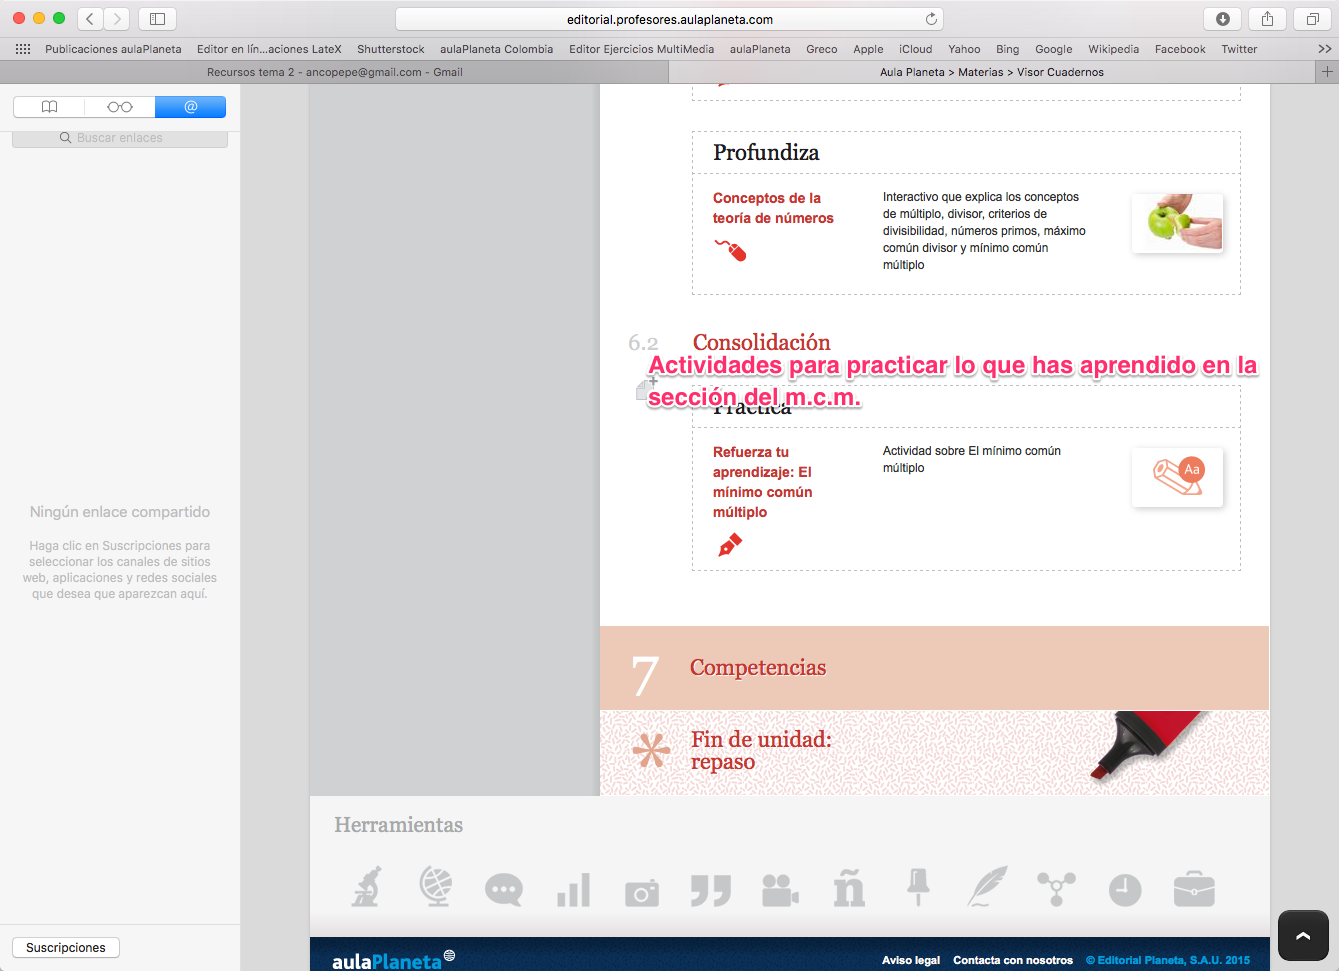 editorial.profesores.aulaplaneta.com
Publicaciones aulaPlaneta Editor en lín...aciones LateX Shutterstock aulaPlaneta Colombia Editor Ejercicios MultiMedia aulaPlaneta Greco Apple iCloud Yahoo Bing Google Wikipedia Facebook Twitter
Recursos tema 2 - ancopepe@gmail.com - Gmail
Aula Planeta > Materias > Visor Cuadernos
@
Buscar enlaces
Ningún enlace compartido
Haga clic en Suscripciones para
seleccionar los canales de sitios
web, aplicaciones y redes sociales
que desea que aparezcan aquí.
Suscripciones
Profundiza
Conceptos de la
teoría de números
Interactivo que explica los conceptos
de múltiplo, divisor, criterios de
divisibilidad, números primos, máximo
común divisor y mínimo común
múltiplo
6.2 Consolidación
Actividades para practicar lo que has aprendido en la
sección del m.c.m.
Practica
Refuerza tu
aprendizaje: El
mínimo común
múltiplo
Actividad sobre El mínimo común
múltiplo
Aa
7 Competencias
* Fin de unidad:
repaso
Herramientas
ñ
aulaPlaneta
Aviso legal Contacta con nosotros © Editorial Planeta, S.A.U. 2015